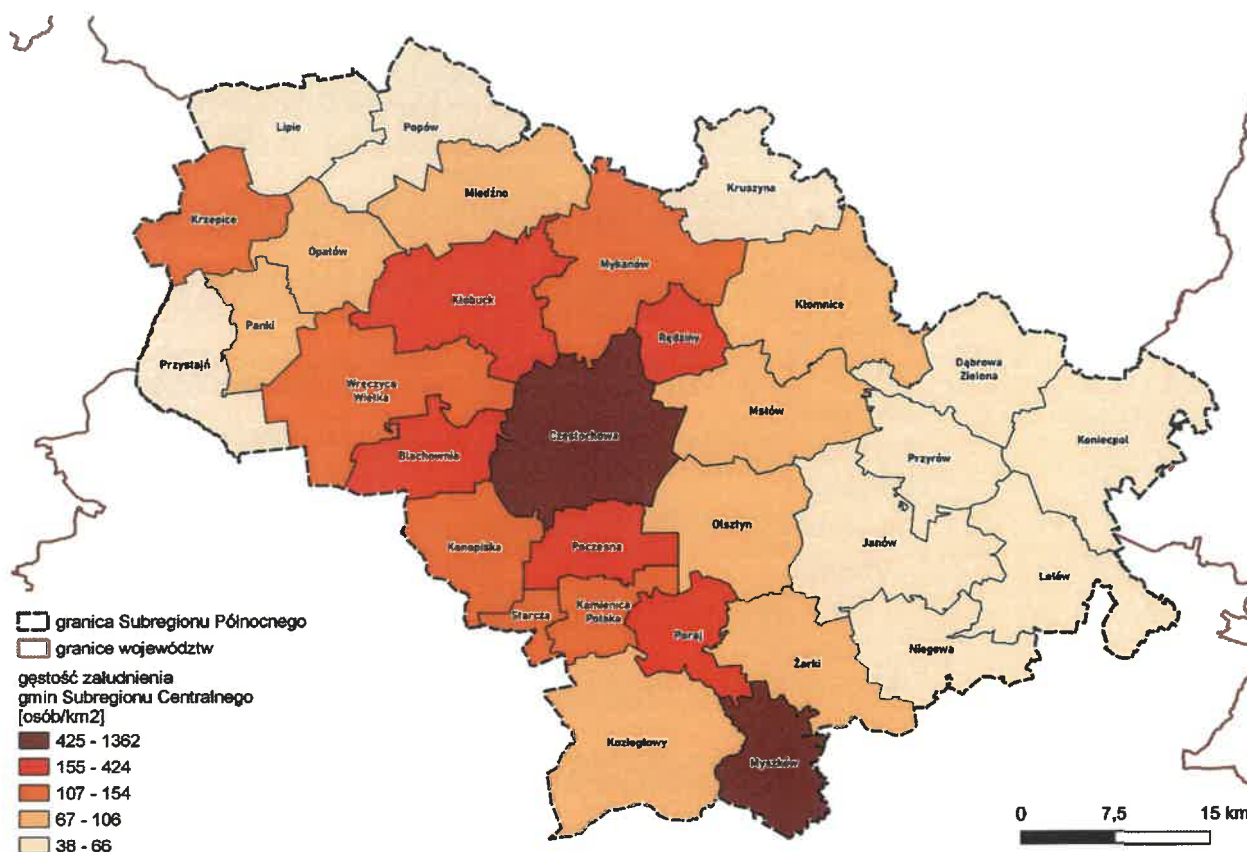 Lipie
Popów
Kruszyna
Miedźno
Krzepice
Opatów
Mykanów
Kłobuck
Kłomnice
Panki
Rędziny
Przystajń
Dąbrowa
Zielona
Wręczyca
Wielka
Mstów
Koniecpol
Częstochowa
Blachownia
Przyrów
Olsztyn
Janów
Konopiska
Poczesna
Lelów
Starcza
Kamienica
Polska
Poraj
Niegowa
Żarki
Koziegłowy
Myszków
granica Subregionu Północnego
granice województw
gęstość załudnienia
gmin Subregionu Centralnego
[osób/km2]
425 - 1362
155 - 424
107 - 154
67 - 106
38 - 66
0 7,5 15 km